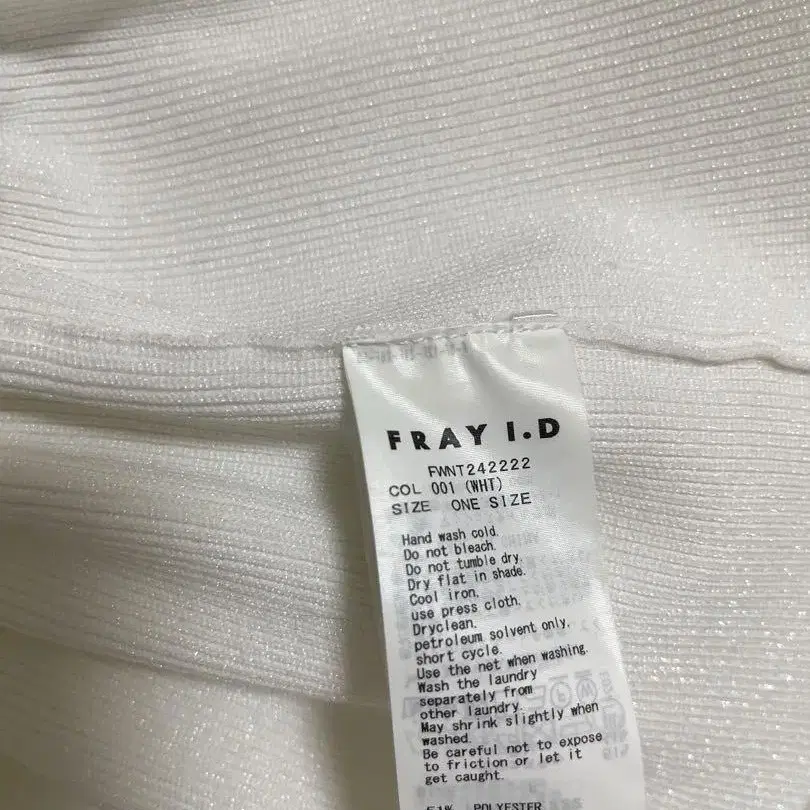 FRAY I.D
FWNT242222
COL 001 (WHT)
SIZE ONE SIZE
Hand wash cold.
Do not bleach.
Do not tumble dry.
Dry flat in shade.
Cool iron.
use press cloth.
Dryclean.
petroleum solvent only,
short cycle.
Use the net when washing.
Wash the laundry
separately from
other laundry.
May shrink slightly when
washed.
Be careful not to expose
to friction or let it
get caught.
POLYESTER